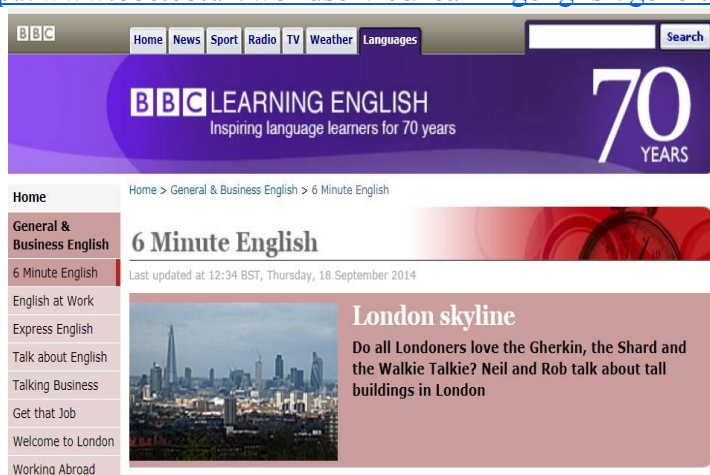 BBC
Home News Sport Radio TV Weather Languages
Search
BBC LEARNING ENGLISH
Inspiring language learners for 70 years
70
YEARS
Home
General &
Business English
6 Minute English
English at Work
Express English
Talk about English
Talking Business
Get that Job
Welcome to London
Working Abroad
Home > General & Business English > 6 Minute English
6 Minute English
Last updated at 12:34 BST, Thursday, 18 September 2014
London skyline
Do all Londoners love the Gherkin, the Shard and
the Walkie Talkie? Neil and Rob talk about tall
buildings in London